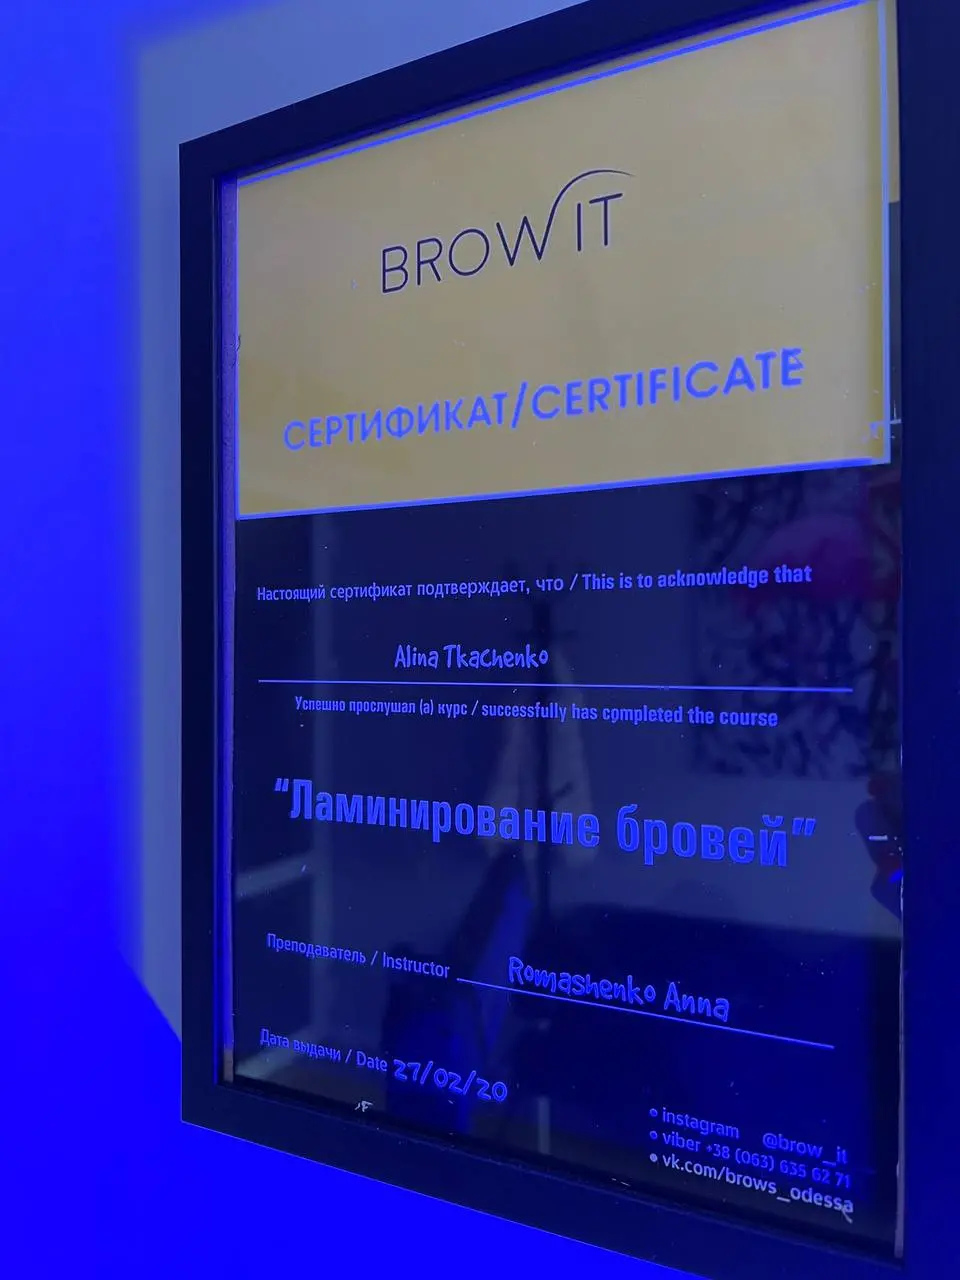 BROW IT
СЕРТИФИКАТ/CERTIFICATE
Настоящий сертификат подтверждает, что / This is to acknowledge that
Alina Tkachenko
Успешно прослушал (а) курс / successfully has completed the course
“Ламинирование бровей”
Преподаватель / Instructor Romashenko Anna
Дата выдачи / Date 27/02/20
• instagram @brow_it
• viber +38 (063) 635 62 71
• vk.com/brows_odessa